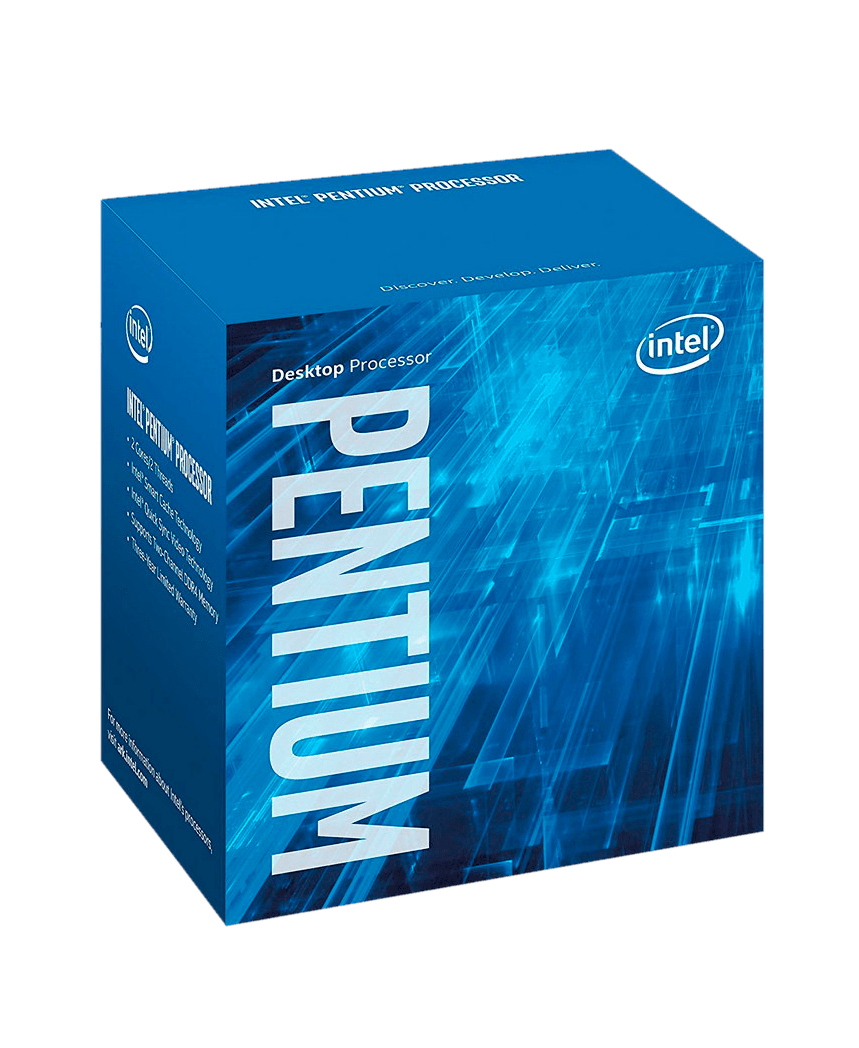 INTEL® PENTIUM® PROCESSOR
Discover. Develop. Deliver.
intel
INTEL® PENTIUM® PROCESSOR
• 2 Cores/2 Threads
• Intel® Smart Cache Technology
• Intel® Quick Sync Video Technology
• Supports Two-Channel DDR4 Memory
• Three-Year Limited Warranty
For more information about Intel's processors,
visit ark.intel.com
Desktop Processor
PENTIUM
intel®